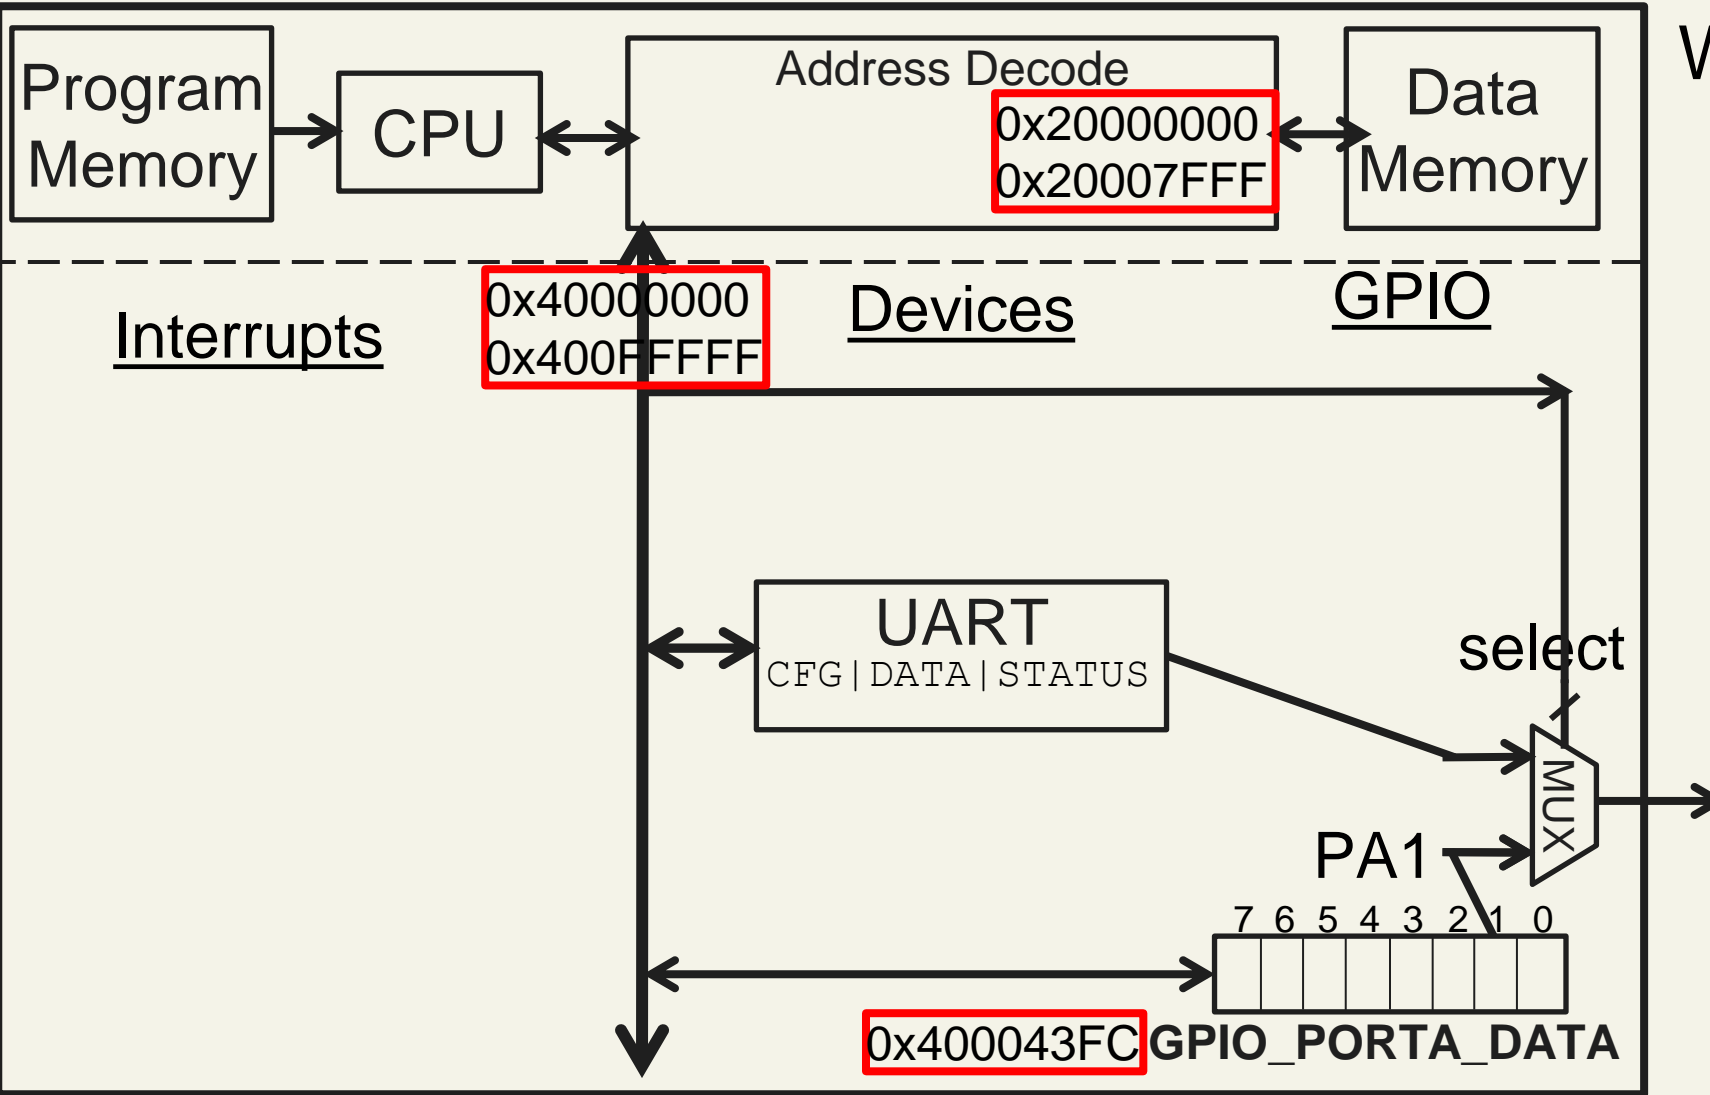 Program
Memory
CPU
Address Decode
0x20000000
0x20007FFF
Data
Memory
W
Interrupts
0x40000000
0x400FFFFF
Devices
GPIO
UART
CFG|DATA|STATUS
select
MUX
PA1
7 6 5 4 3 2 1 0
0x400043FC GPIO_PORTA_DATA